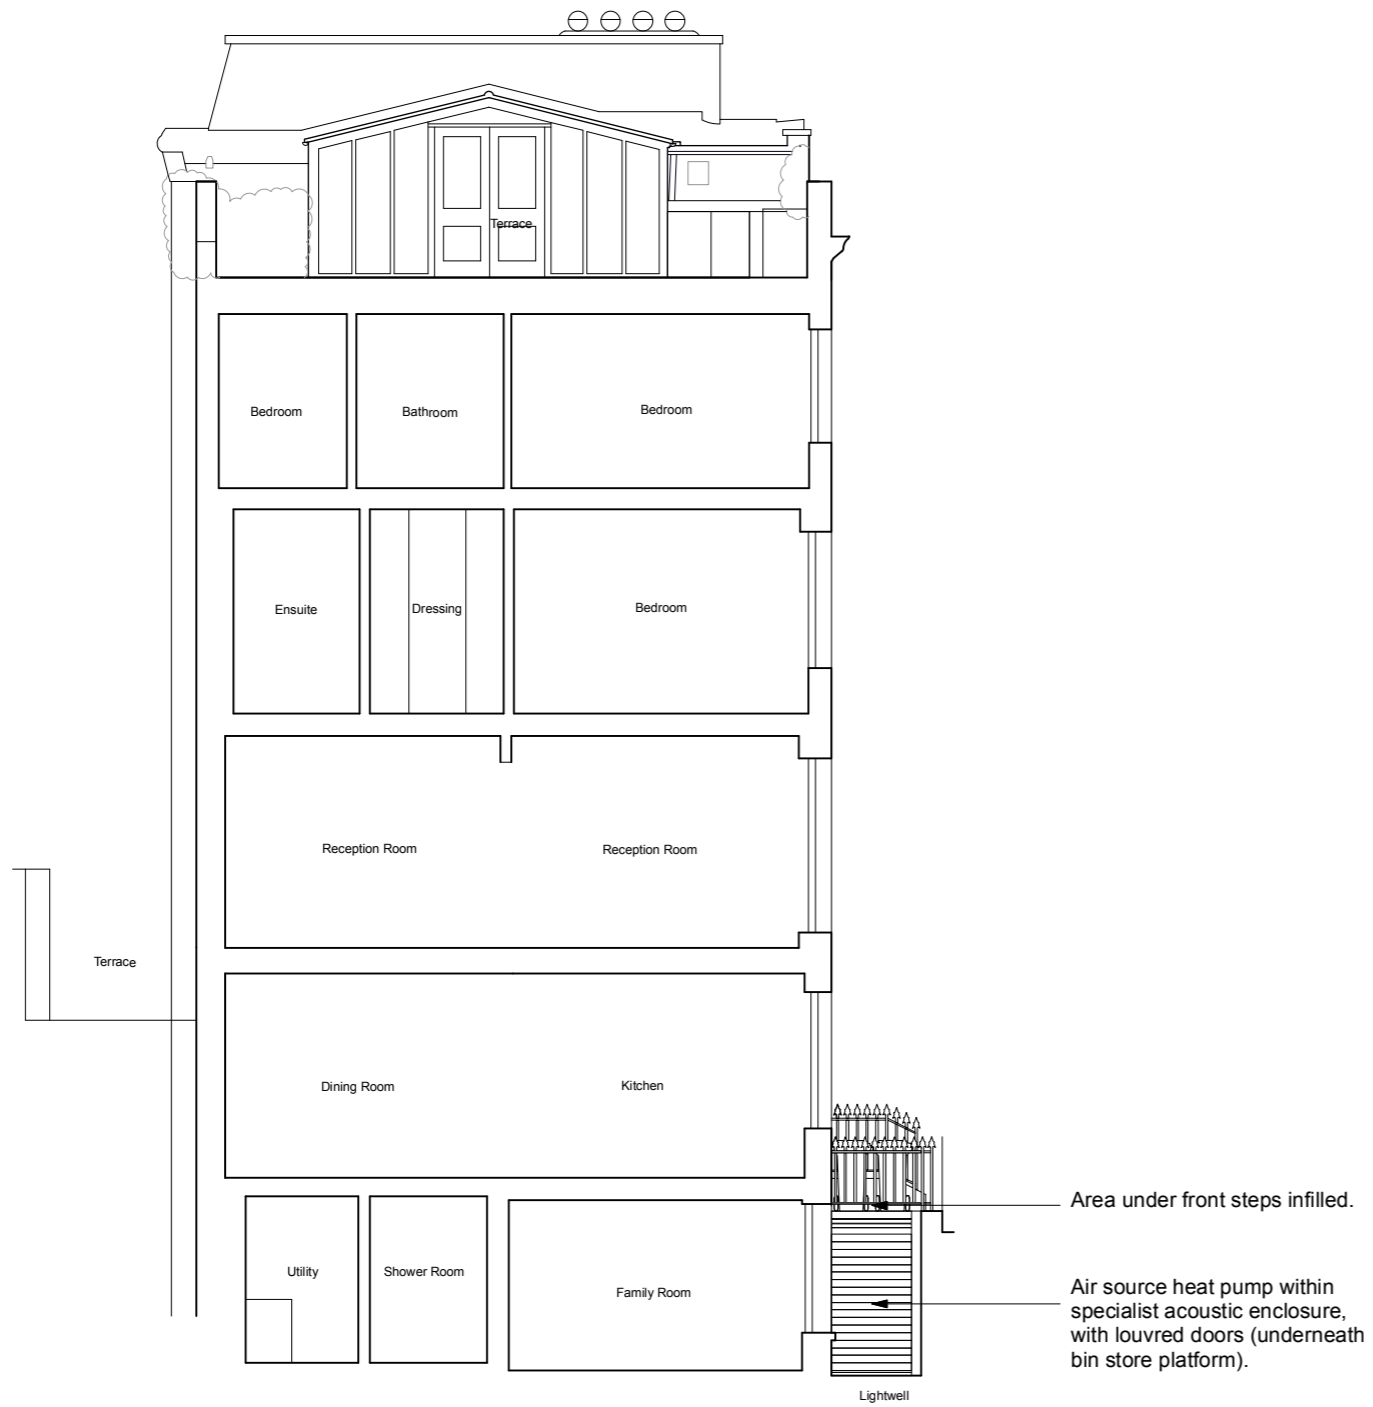 Terrace
Bedroom
Bathroom
Bedroom
Ensuite
Dressing
Bedroom
Reception Room
Reception Room
Terrace
Dining Room
Kitchen
Area under front steps infilled.
Utility
Shower Room
Family Room
Air source heat pump within
specialist acoustic enclosure,
with louvred doors (underneath
bin store platform).
Lightwell